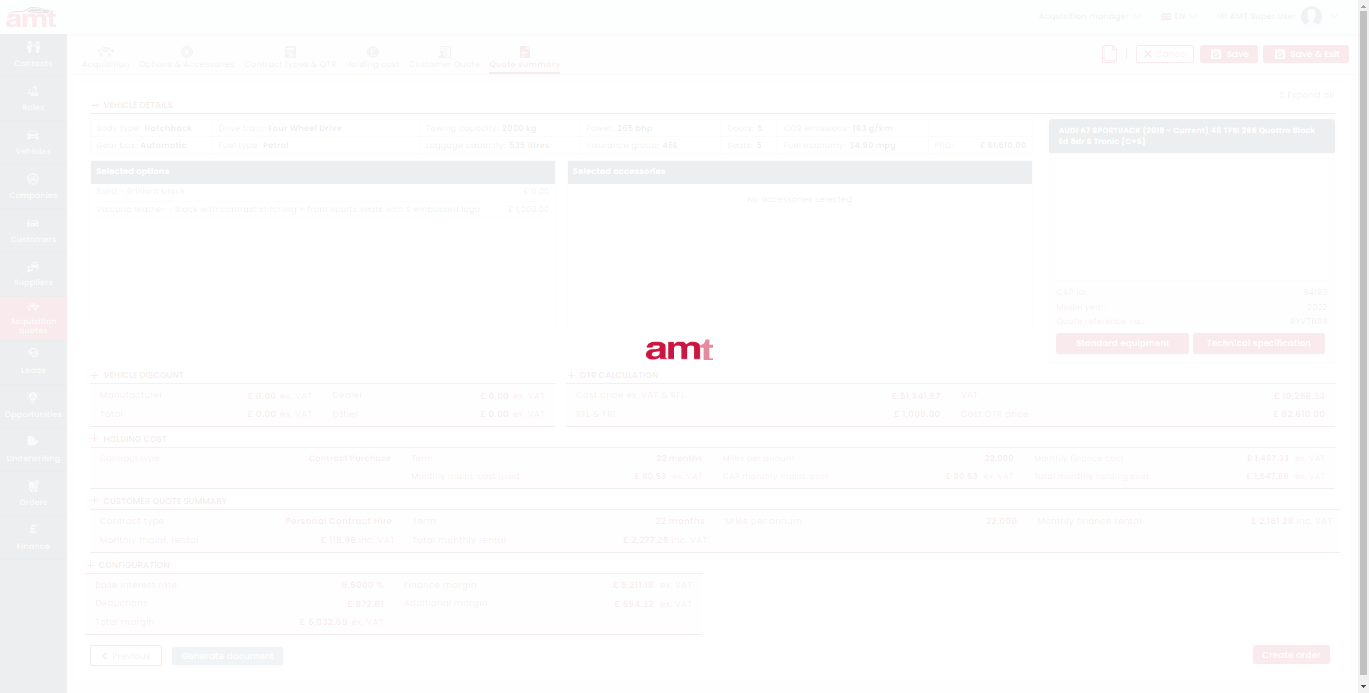 amt
Acquisition manager EN Hi! AMT Super user
Contacts
Roles
Vehicles
Companies
Customers
Suppliers
Acquisition quotes
Leads
Opportunities
Underwriting
Orders
£
Finance
Acquisition Options & Accessories Contract types & OTR Holding cost Customer Quote Quote Summary
Cancel Save Save & Exit
Expand all
VEHICLE DETAILS
Body type: Hatchback Drive train: Four Wheel Drive Towing capacity: 2000 kg Power: 265 bhp Doors: 5 CO2 emissions: 183 g/km
Gear box: Automatic Fuel type: Petrol Luggage capacity: 535 litres Insurance group: 45E Seats: 5 Fuel economy: 34.90 mpg £ 61,610.00
AUDI A7 SPORTBACK (2018 - Current) 45 TFSI 265 Quattro Black
Ed 5dr S Tronic [C+S]
Selected options
£ 0.00
Valcona leather - Black with contrast stitching - front sports seats with S embossed logo £ 1,000.00
Selected accessories
No accessories selected
CAP ID:
Model year: 2022
Quote reference no:
Standard equipment Technical specification
amt
VEHICLE DISCOUNT
Manufacturer £ 0.00 ex. VAT Dealer £ 0.00 ex. VAT
Total £ 0.00 ex. VAT Other £ 0.00 ex. VAT
OTR CALCULATION
Cost price ex. VAT & RFL £ 51,341.67 VAT £ 10,268.33
RFL & FRF £ 1,000.00 Cost OTR price £ 62,610.00
HOLDING COST
Contract type Contract Purchase Term 22 months Miles per annum 22,000 Monthly finance cost £ 1,467.33 ex. VAT
Monthly maint. cost used £ 80.53 ex. VAT CAP monthly maint. cost £ 80.53 ex. VAT Total monthly holding cost £ 1,547.86 ex. VAT
CUSTOMER QUOTE SUMMARY
Contract type Personal Contract Hire Term 22 months Miles per annum 22,000 Monthly finance rental £ 2,161.26 inc. VAT
Monthly maint. rental £ 115.96 inc. VAT Total monthly rental £ 2,277.23 inc. VAT
CONFIGURATION
Base interest rate 6.5000 % Finance margin £ 5,211.18 ex. VAT
Deductions £ 872.81 Additional margin £ 694.32 ex. VAT
Total margin £ 5,032.69 ex. VAT
Previous Generate document Create order